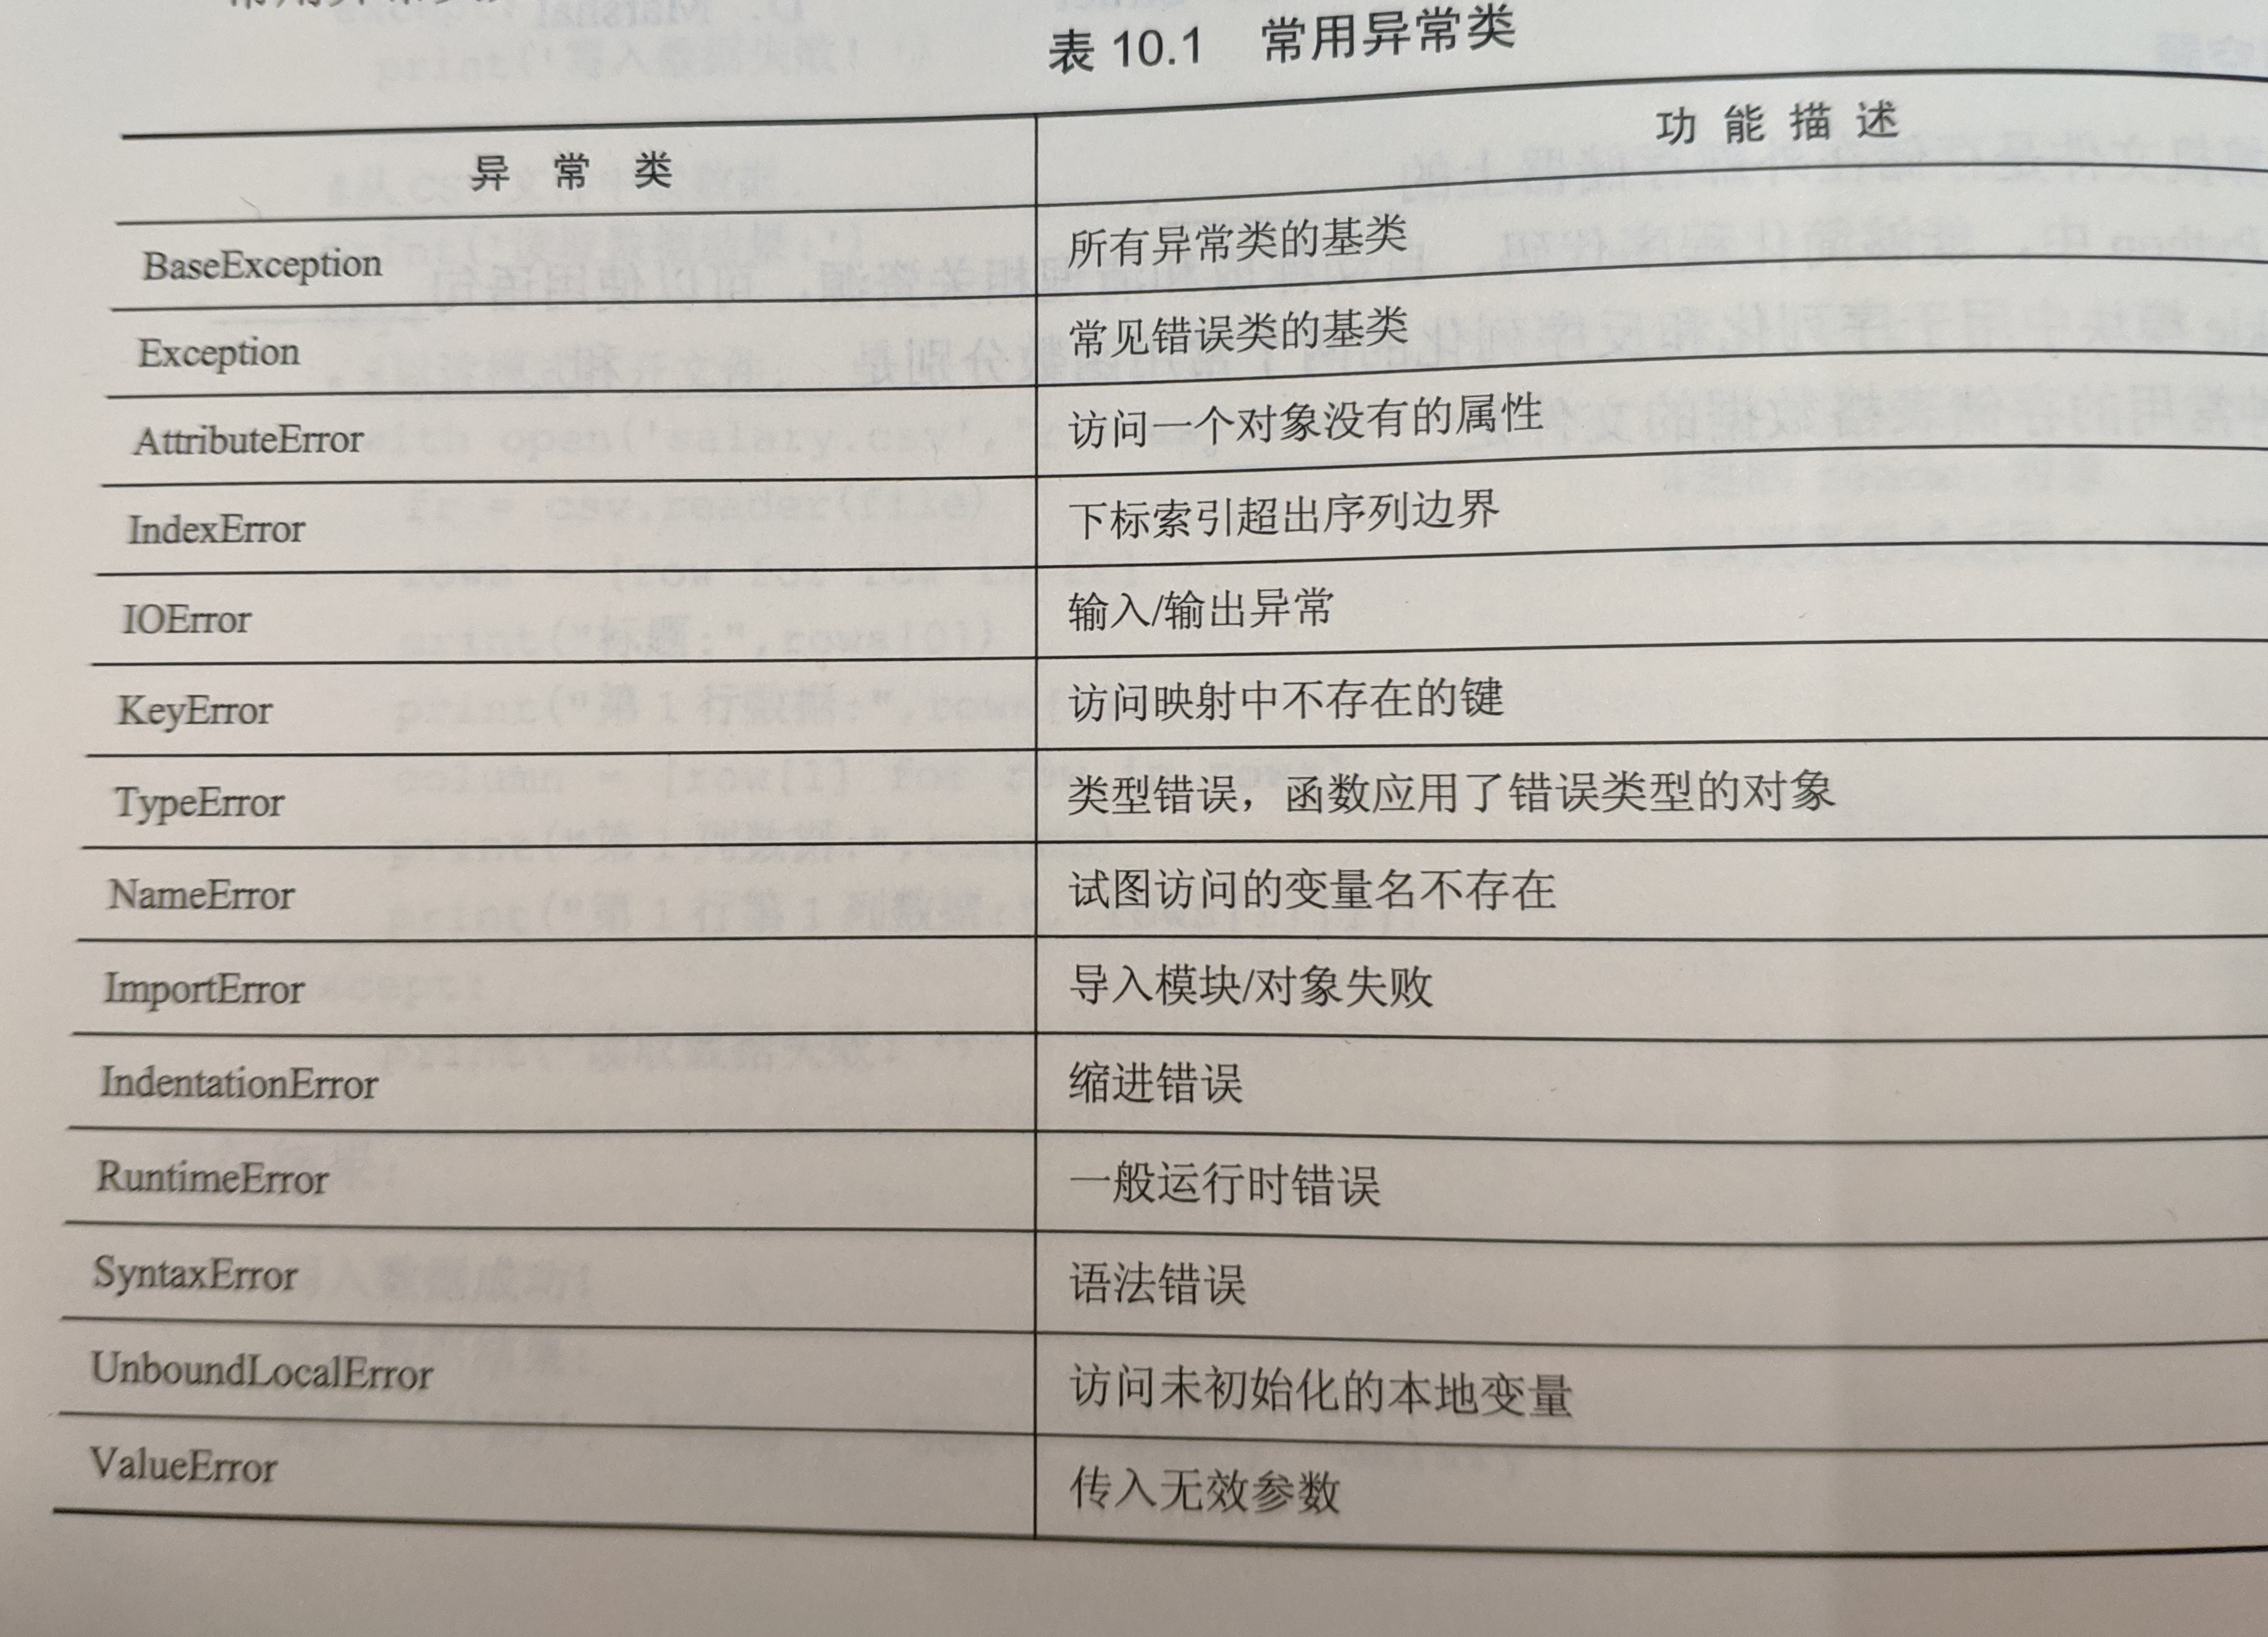 表 10.1 常用异常类
异 常 类 功 能 描 述
BaseException 所有异常类的基类
Exception 常见错误类的基类
AttributeError 访问一个对象没有的属性
IndexError 下标索引超出序列边界
IOError 输入/输出异常
KeyError 访问映射中不存在的键
TypeError 类型错误，函数应用了错误类型的对象
NameError 试图访问的变量名不存在
ImportError 导入模块/对象失败
IndentationError 缩进错误
RuntimeError 一般运行时错误
SyntaxError 语法错误
UnboundLocalError 访问未初始化的本地变量
ValueError 传入无效参数